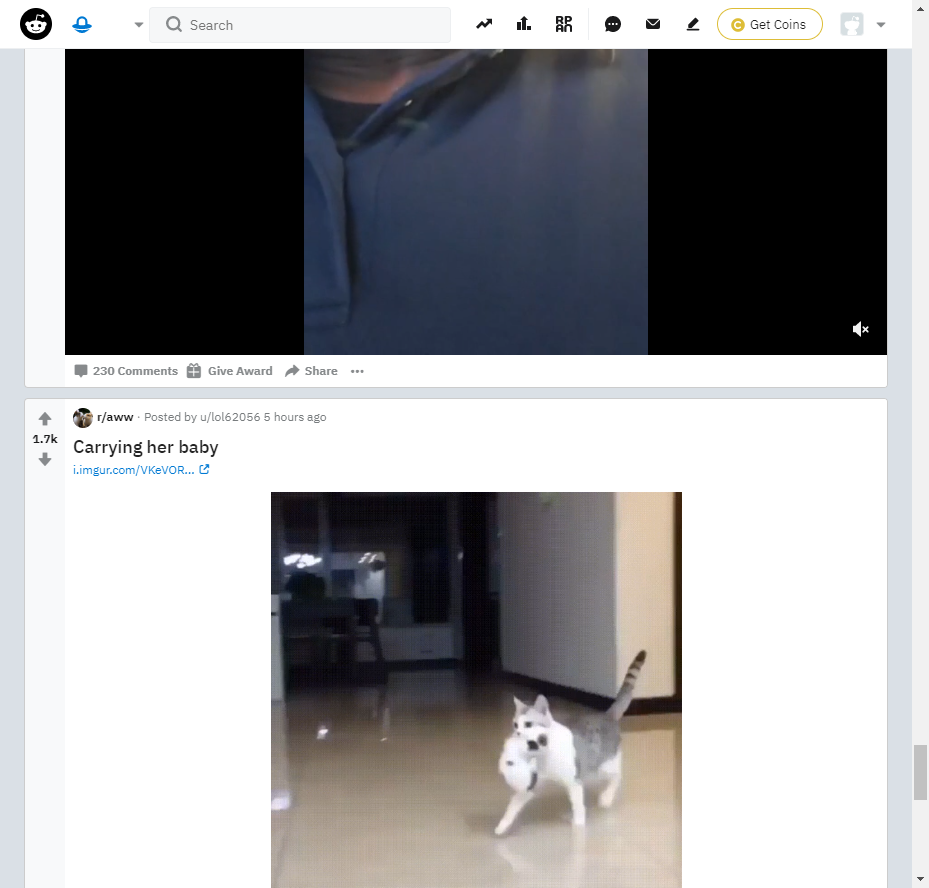 Search
RP
AN
Get Coins
230 Comments Give Award Share
r/aww · Posted by u/lol62056 5 hours ago
1.7k
Carrying her baby
i.imgur.com/VKeVOR...